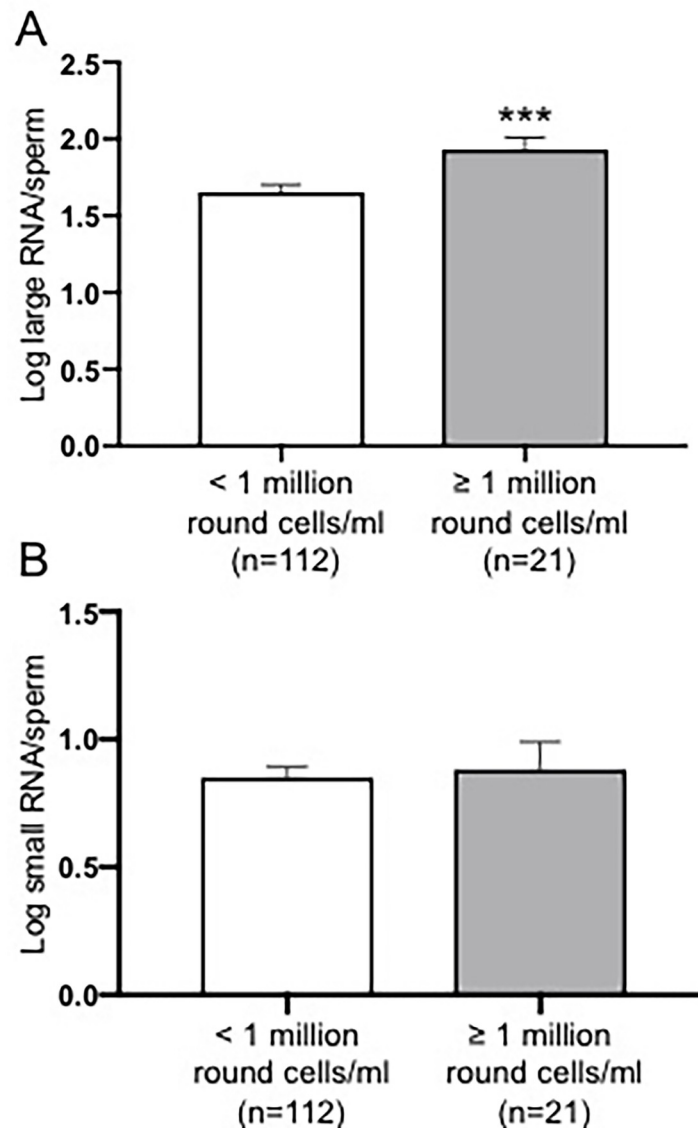 A
Log large RNA/sperm
2.5
2.0
1.5
1.0
0.5
0.0
***
< 1 million
round cells/ml
(n=112)
≥ 1 million
round cells/ml
(n=21)
B
Log small RNA/sperm
1.5
1.0
0.5
0.0
< 1 million
round cells/ml
(n=112)
≥ 1 million
round cells/ml
(n=21)